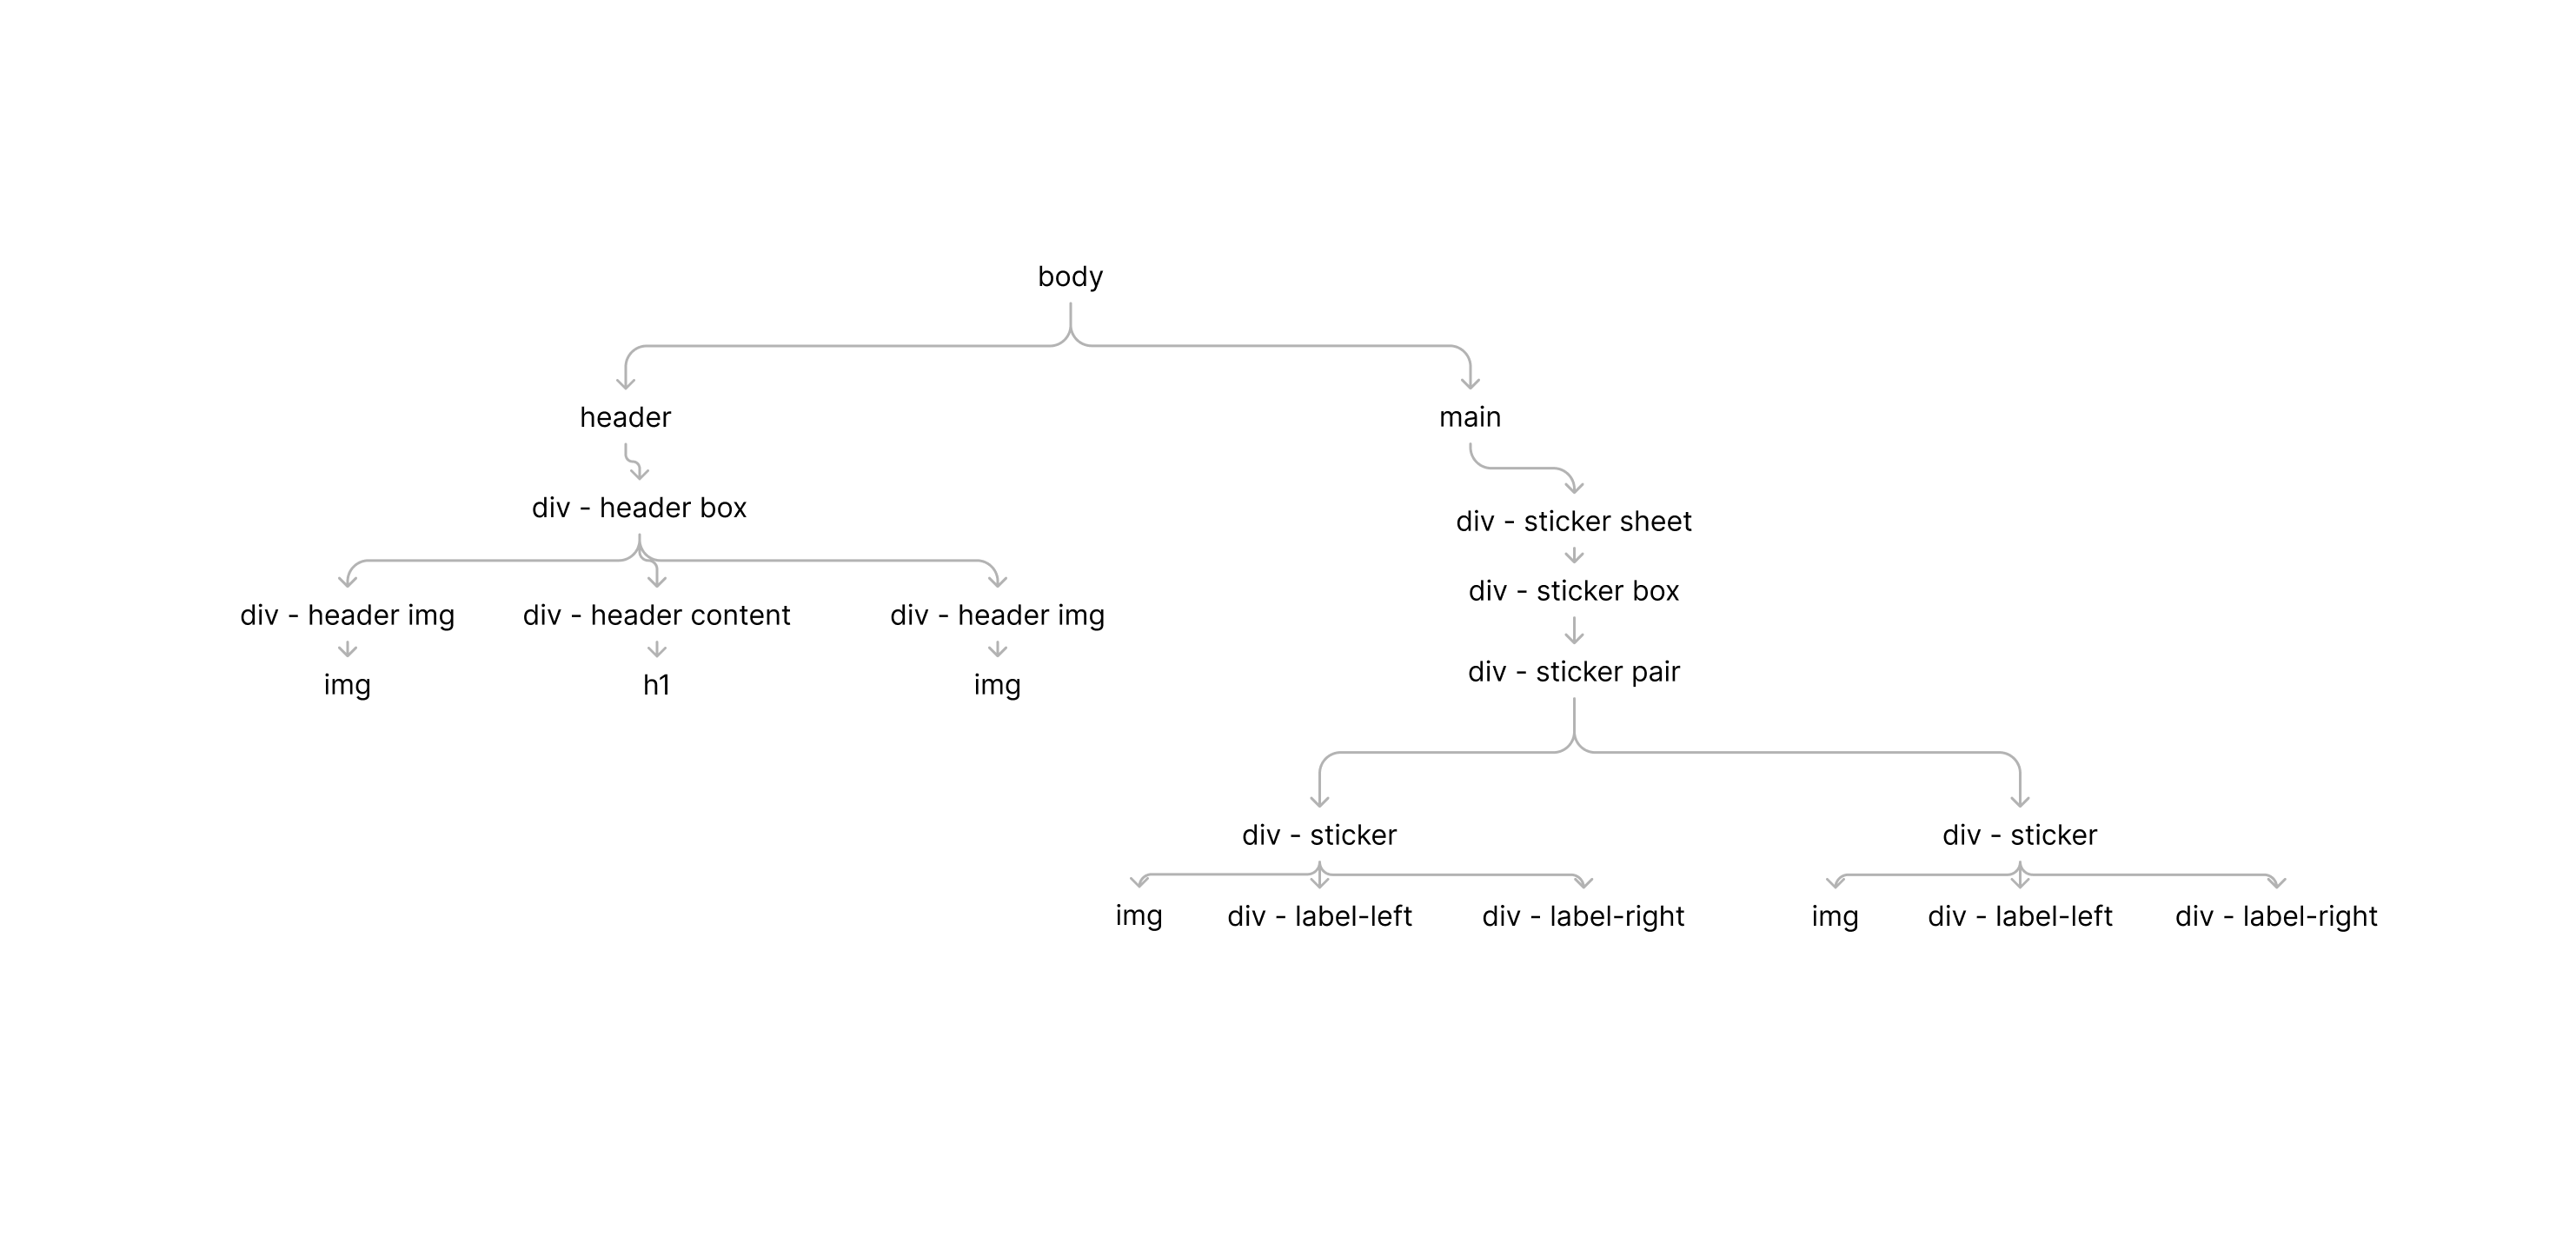 body
header
main
div - header box
div - sticker sheet
div - sticker box
div - header img
div - header content
div - header img
div - sticker pair
img
h1
img
div - sticker
div - sticker
img
div - label-left
div - label-right
img
div - label-left
div - label-right